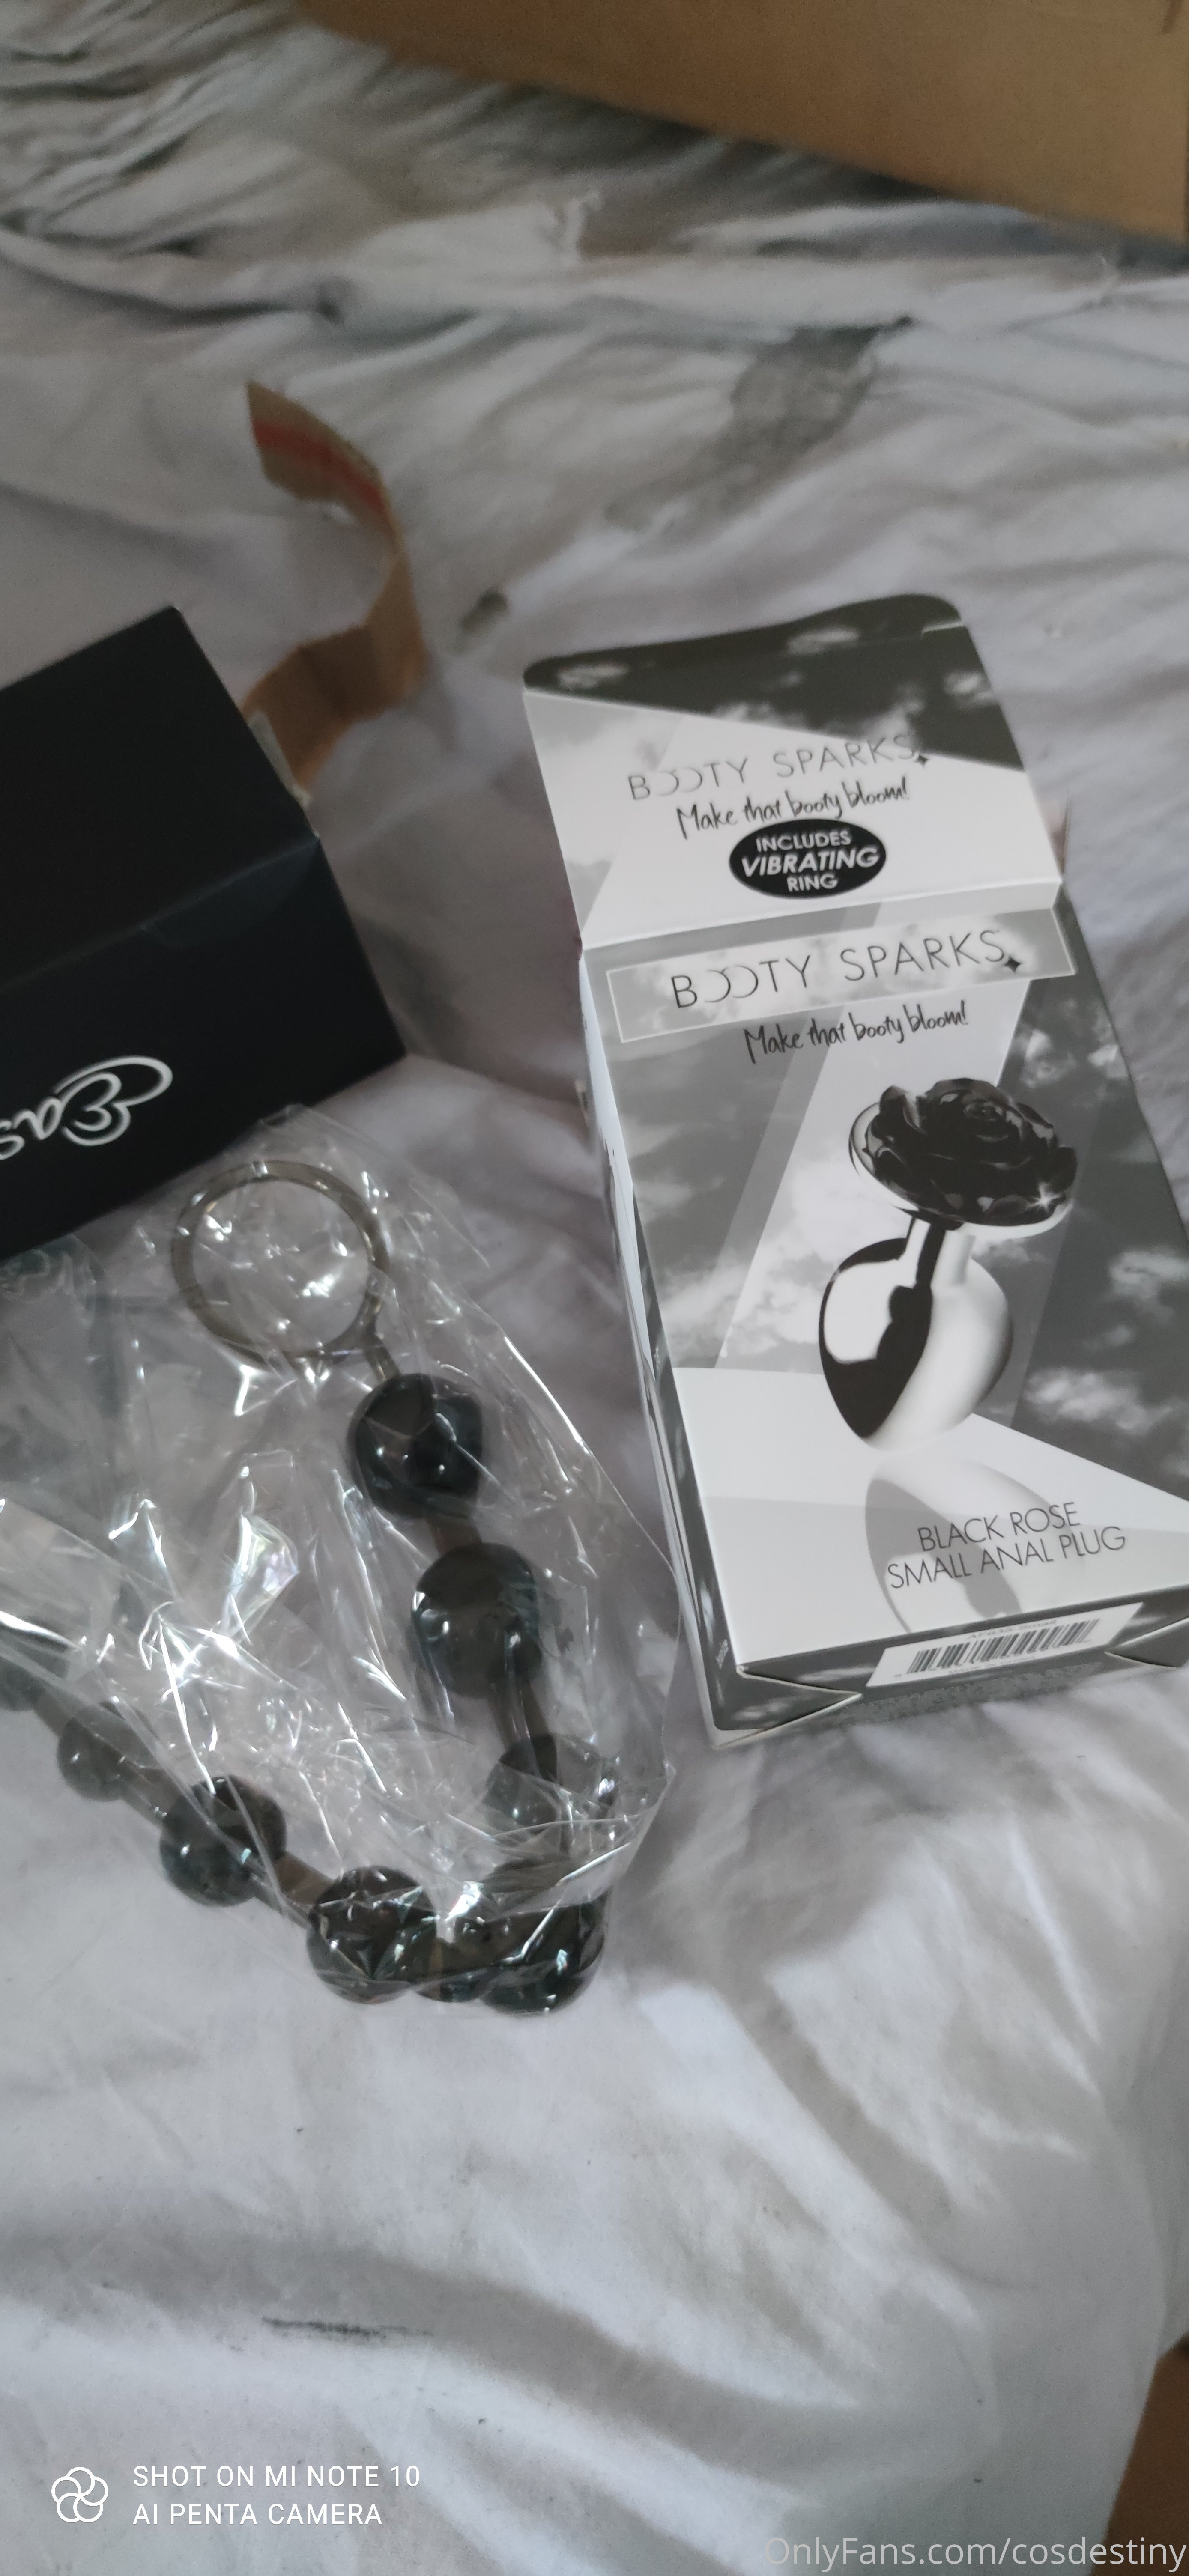 BOOTY SPARKS
Make that booty bloom!
INCLUDES
VIBRATING
RING
BOOTY SPARKS
Make that booty bloom!
BLACK ROSE
SMALL ANAL PLUG
Eas
SHOT ON MI NOTE 10
AI PENTA CAMERA
OnlyFans.com/cosdestiny